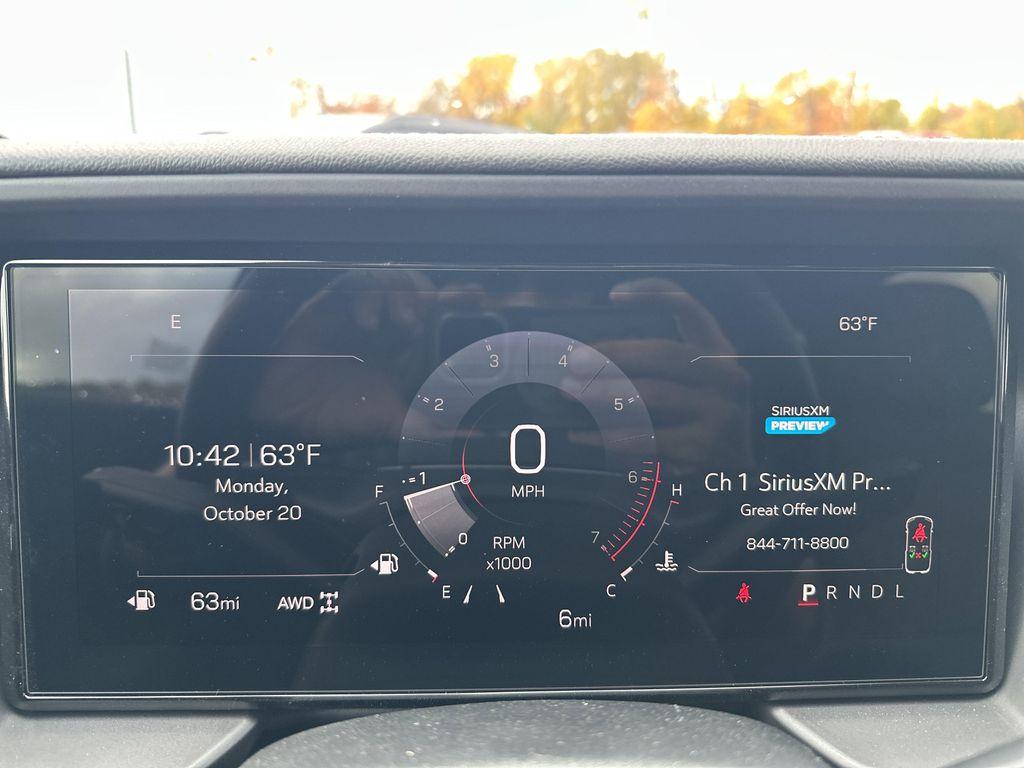 E
63°F
10:42 | 63°F
Monday,
October 20
63mi
AWD
0
1
2
3
4
5
6
7
0
MPH
RPM
x1000
F
E
H
C
6mi
SIRIUSXM
PREVIEW
Ch 1 SiriusXM Pr...
Great Offer Now!
844-711-8800
P R N D L